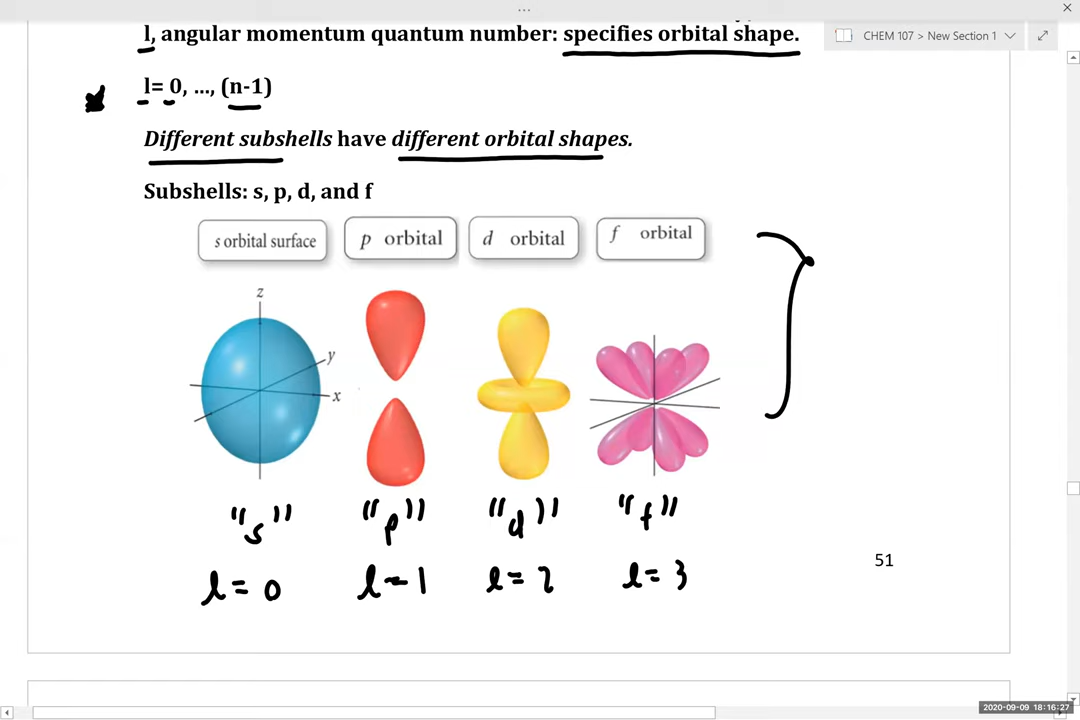 ...
l, angular momentum quantum number: specifies orbital shape.
CHEM 107 > New Section 1
l= 0, ..., (n-1)
Different subshells have different orbital shapes.
Subshells: s, p, d, and f
s orbital surface p orbital d orbital f orbital
z
y
x
"s" "p" "d" "f"
l = 0 l = 1 l = 2 l = 3
51
2020-09-09 18:16:27